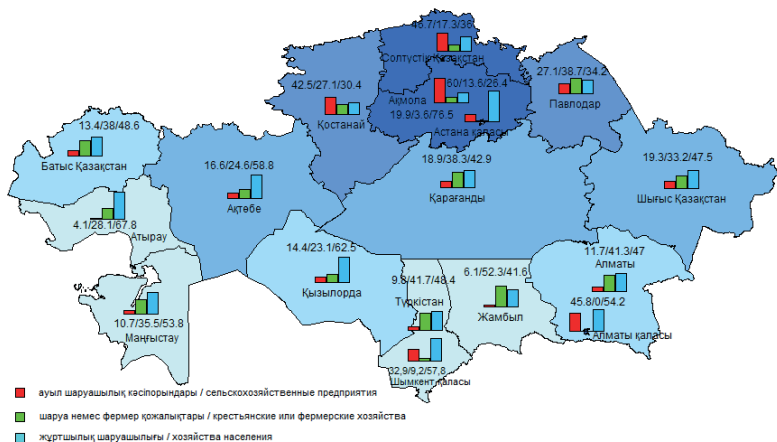 46.7/17.3/36
Солтүстік Қазақстан
42.5/27.1/30.4
Қостанай
60/13.6/26.4
Ақмола
19.9/3.6/76.5
Астана қаласы
27.1/38.7/34.2
Павлодар
13.4/38/48.6
Батыс Қазақстан
16.6/24.6/58.8
Ақтөбе
18.9/38.3/42.9
Қарағанды
19.3/33.2/47.5
Шығыс Қазақстан
4.1/28.1/67.8
Атырау
14.4/23.1/62.5
Қызылорда
9.8/41.7/48.4
Түркістан
6.1/52.3/41.6
Жамбыл
11.7/41.3/47
Алматы
45.8/0/54.2
Алматы қаласы
10.7/35.5/53.8
Маңғыстау
32,9/9,2/57,8
Шымкент қаласы
ауыл шаруашылық кәсіпорындары / сельскохозяйственные предприятия
шаруа немес фермер қожалықтары / крестьянские или фермерские хозяйства
жұртшылық шаруашылығы / хозяйства населения